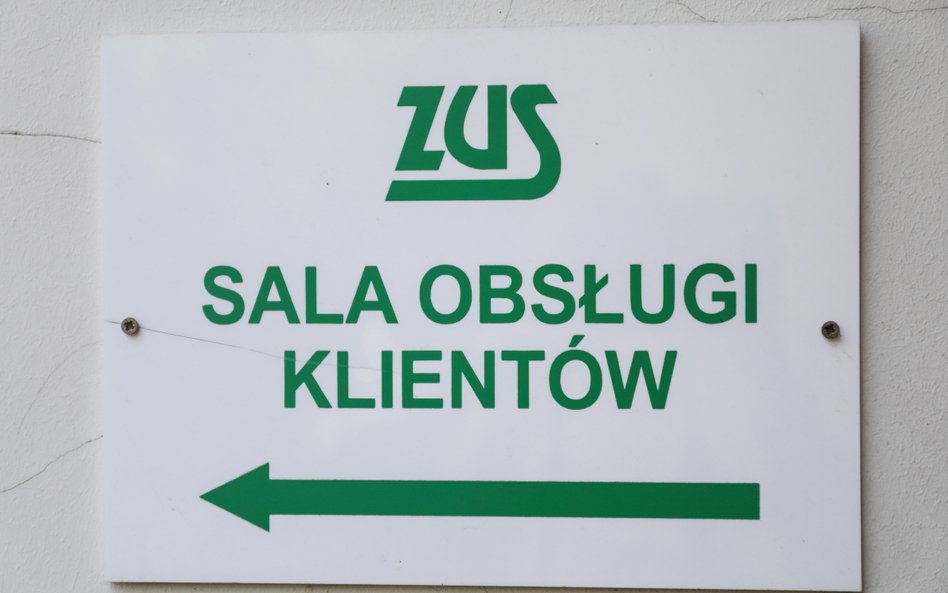 ZUS
SALA OBSŁUGI
KLIENTÓW